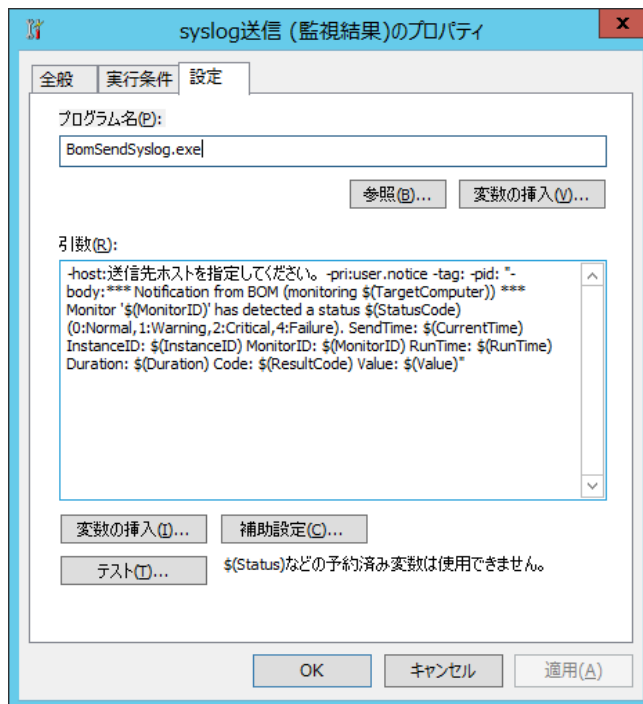 syslog送信 (監視結果)のプロパティ
x
全般 実行条件 設定
プログラム名(P):
BomSendSyslog.exe
参照(B)... 変数の挿入(V)...
引数(R):
-host:送信先ホストを指定してください。 -pri:user.notice -tag: -pid: "-
body:*** Notification from BOM (monitoring $(TargetComputer)) ***
Monitor '$(MonitorID)' has detected a status $(StatusCode)
(0:Normal,1:Warning,2:Critical,4:Failure). SendTime: $(CurrentTime)
InstanceID: $(InstanceID) MonitorID: $(MonitorID) RunTime: $(RunTime)
Duration: $(Duration) Code: $(ResultCode) Value: $(Value)"
変数の挿入(I)... 補助設定(C)...
テスト(T)... $(Status)などの予約済み変数は使用できません。
OK キャンセル 適用(A)